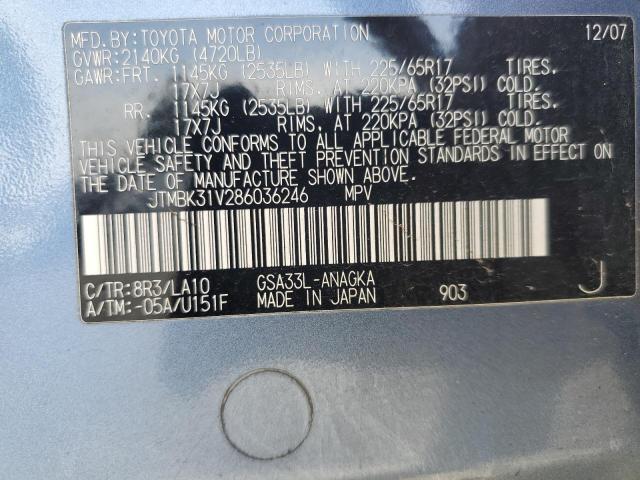 MFD. BY: TOYOTA MOTOR CORPORATION 12/07
GVWR: 2140KG (4720LB)
GAWR: FRT. 1145KG (2535LB) WITH 225/65R17 TIRES.
17X7J RIMS, AT 220KPA (32PSI) COLD.
RR. 1145KG (2535LB) WITH 225/65R17 TIRES.
17X7J RIMS, AT 220KPA (32PSI) COLD.
THIS VEHICLE CONFORMS TO ALL APPLICABLE FEDERAL MOTOR
VEHICLE SAFETY AND THEFT PREVENTION STANDARDS IN EFFECT ON
THE DATE OF MANUFACTURE SHOWN ABOVE.
JTMBK31V286036246 MPV
C/TR: 8R3/LA10 GSA33L-ANAGKA J
A/TM: -05A/U151F MADE IN JAPAN 903